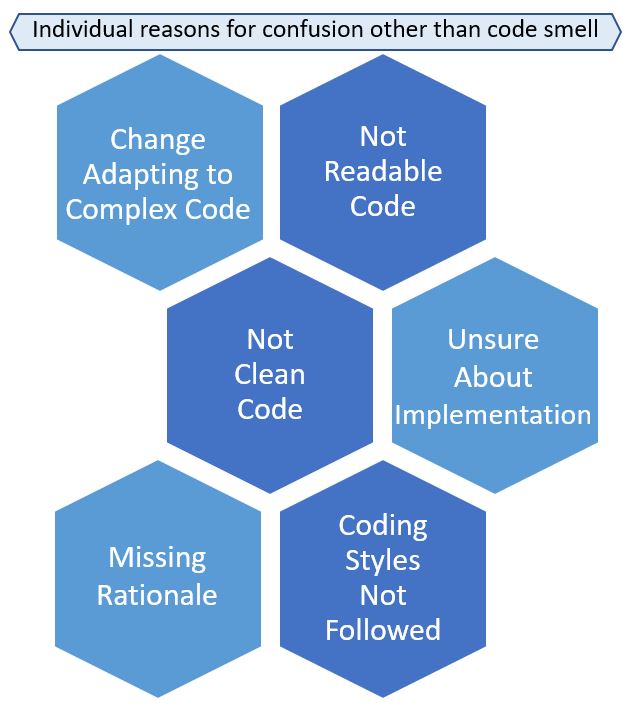 Individual reasons for confusion other than code smell
Change
Adapting to
Complex Code
Not
Readable
Code
Not
Clean
Code
Unsure
About
Implementation
Missing
Rationale
Coding
Styles
Not
Followed